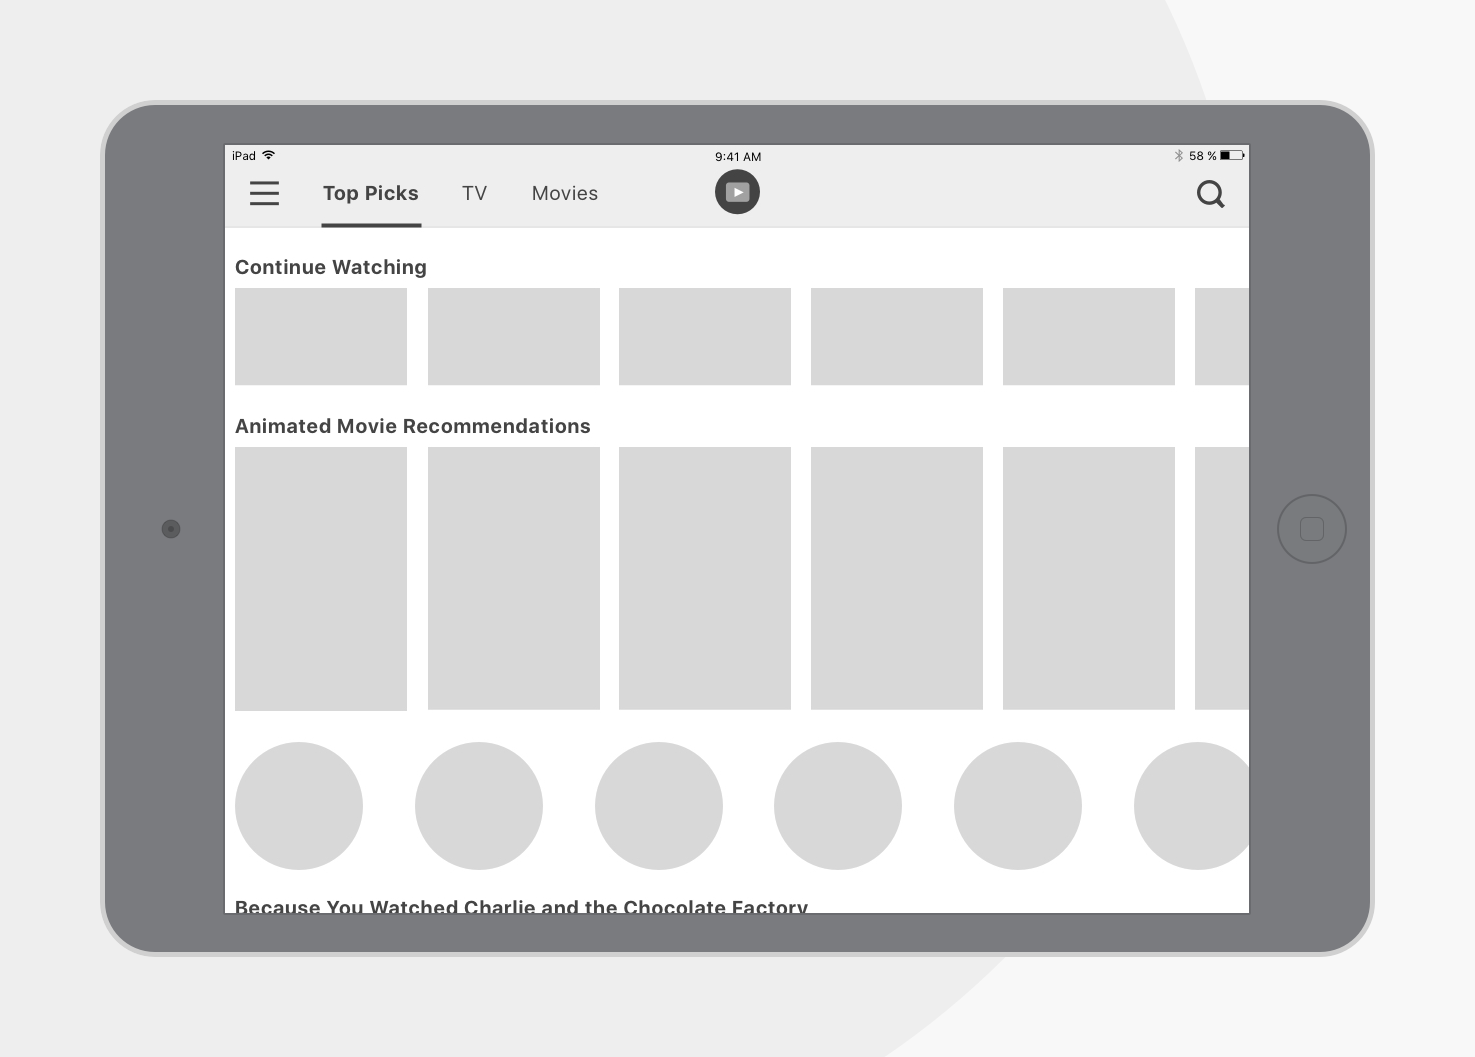 iPad
9:41 AM
58 %
Top Picks
TV
Movies
Continue Watching
Animated Movie Recommendations
Because You Watched Charlie and the Chocolate Factory